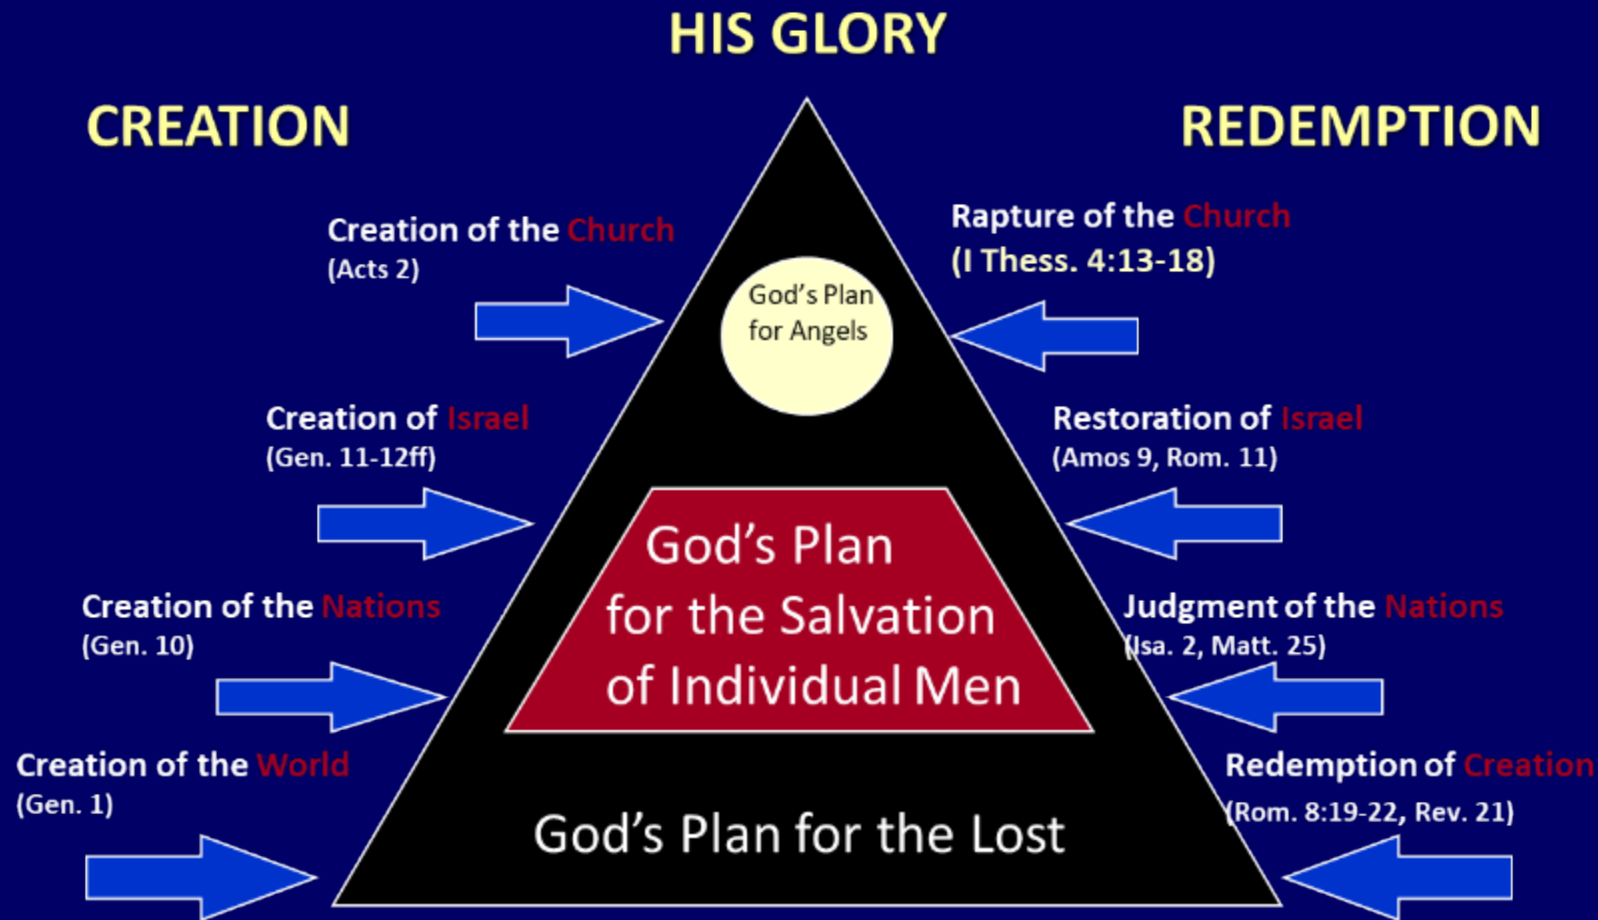 HIS GLORY
CREATION
REDEMPTION
Creation of the Church
(Acts 2)
Rapture of the Church
(I Thess. 4:13-18)
God's Plan
for Angels
Creation of Israel
(Gen. 11-12ff)
Restoration of Israel
(Amos 9, Rom. 11)
God's Plan
for the Salvation
of Individual Men
Creation of the Nations
(Gen. 10)
Judgment of the Nations
(Isa. 2, Matt. 25)
Creation of the World
(Gen. 1)
Redemption of Creation
(Rom. 8:19-22, Rev. 21)
God's Plan for the Lost